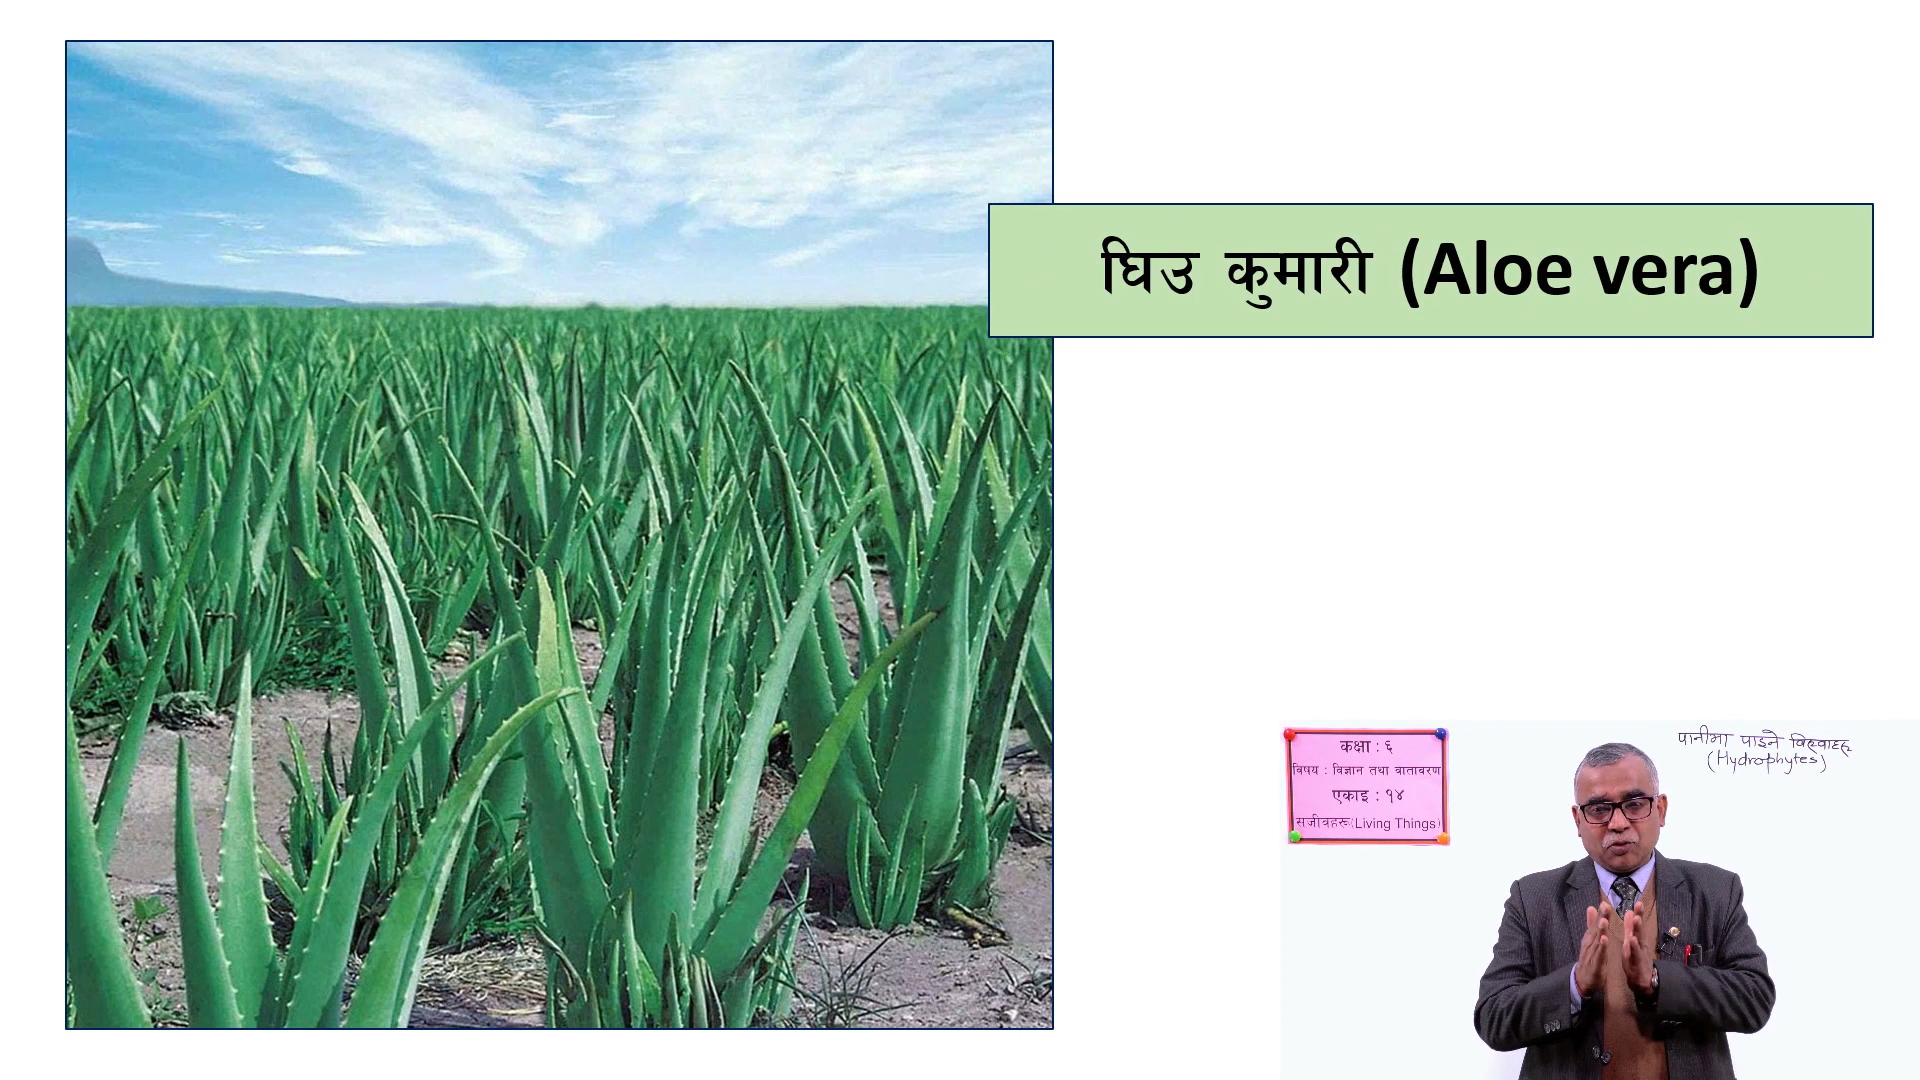 घिउ कुमारी (Aloe vera)
कक्षा : ६
विषय : विज्ञान तथा वातावरण
एकाइ : १४
सजीवहरू(Living Things)
पानीमा पाइने विरुवाहरू
(Hydrophytes)